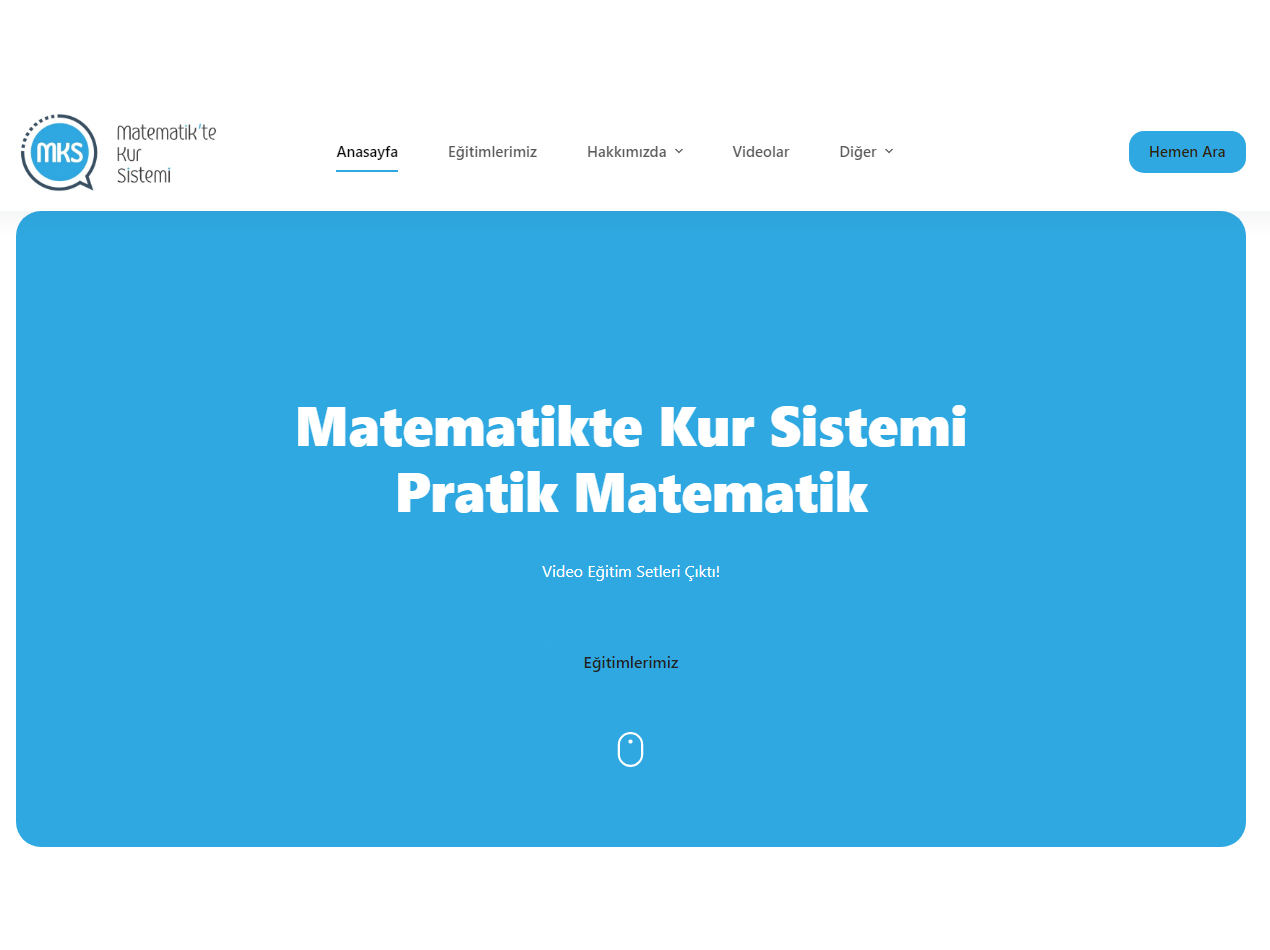 MKS
Matematik'te
Kur
Sistemi
Anasayfa
Eğitimlerimiz
Hakkımızda
Videolar
Diğer
Hemen Ara
Matematikte Kur Sistemi
Pratik Matematik
Video Eğitim Setleri Çıktı!
Eğitimlerimiz